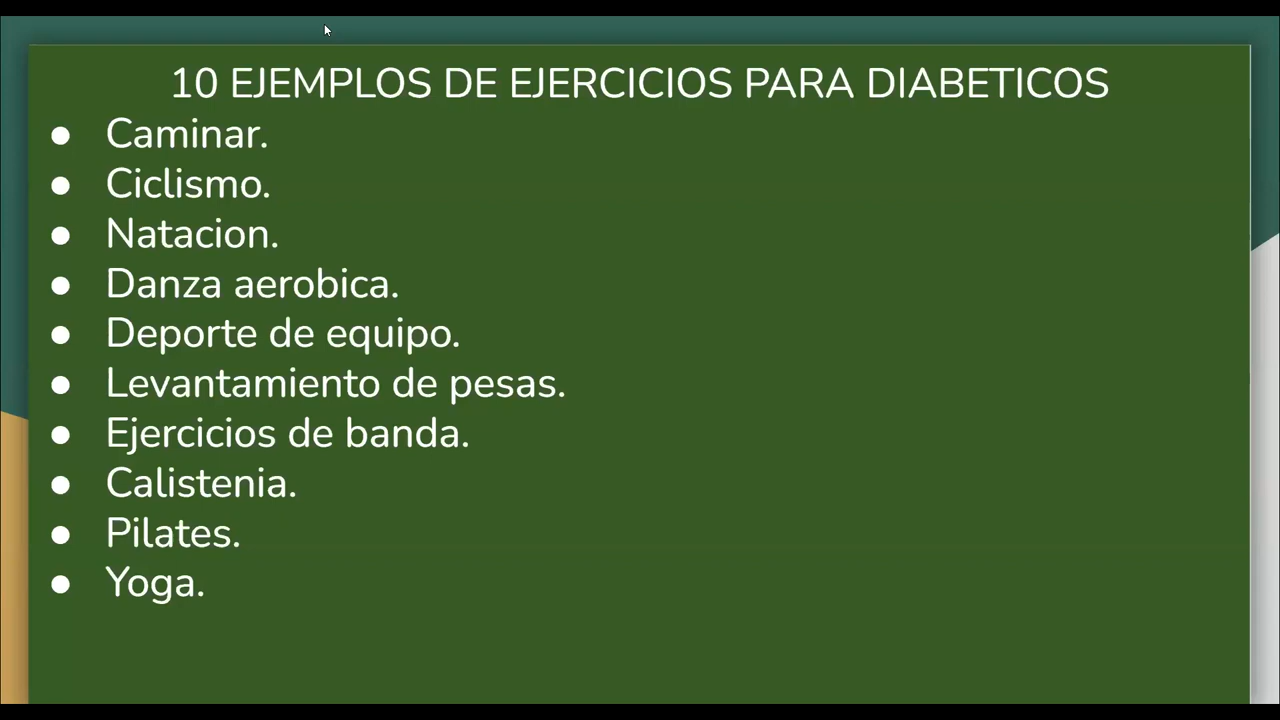 10 EJEMPLOS DE EJERCICIOS PARA DIABETICOS
● Caminar.
● Ciclismo.
● Natacion.
● Danza aerobica.
● Deporte de equipo.
● Levantamiento de pesas.
● Ejercicios de banda.
● Calistenia.
● Pilates.
● Yoga.